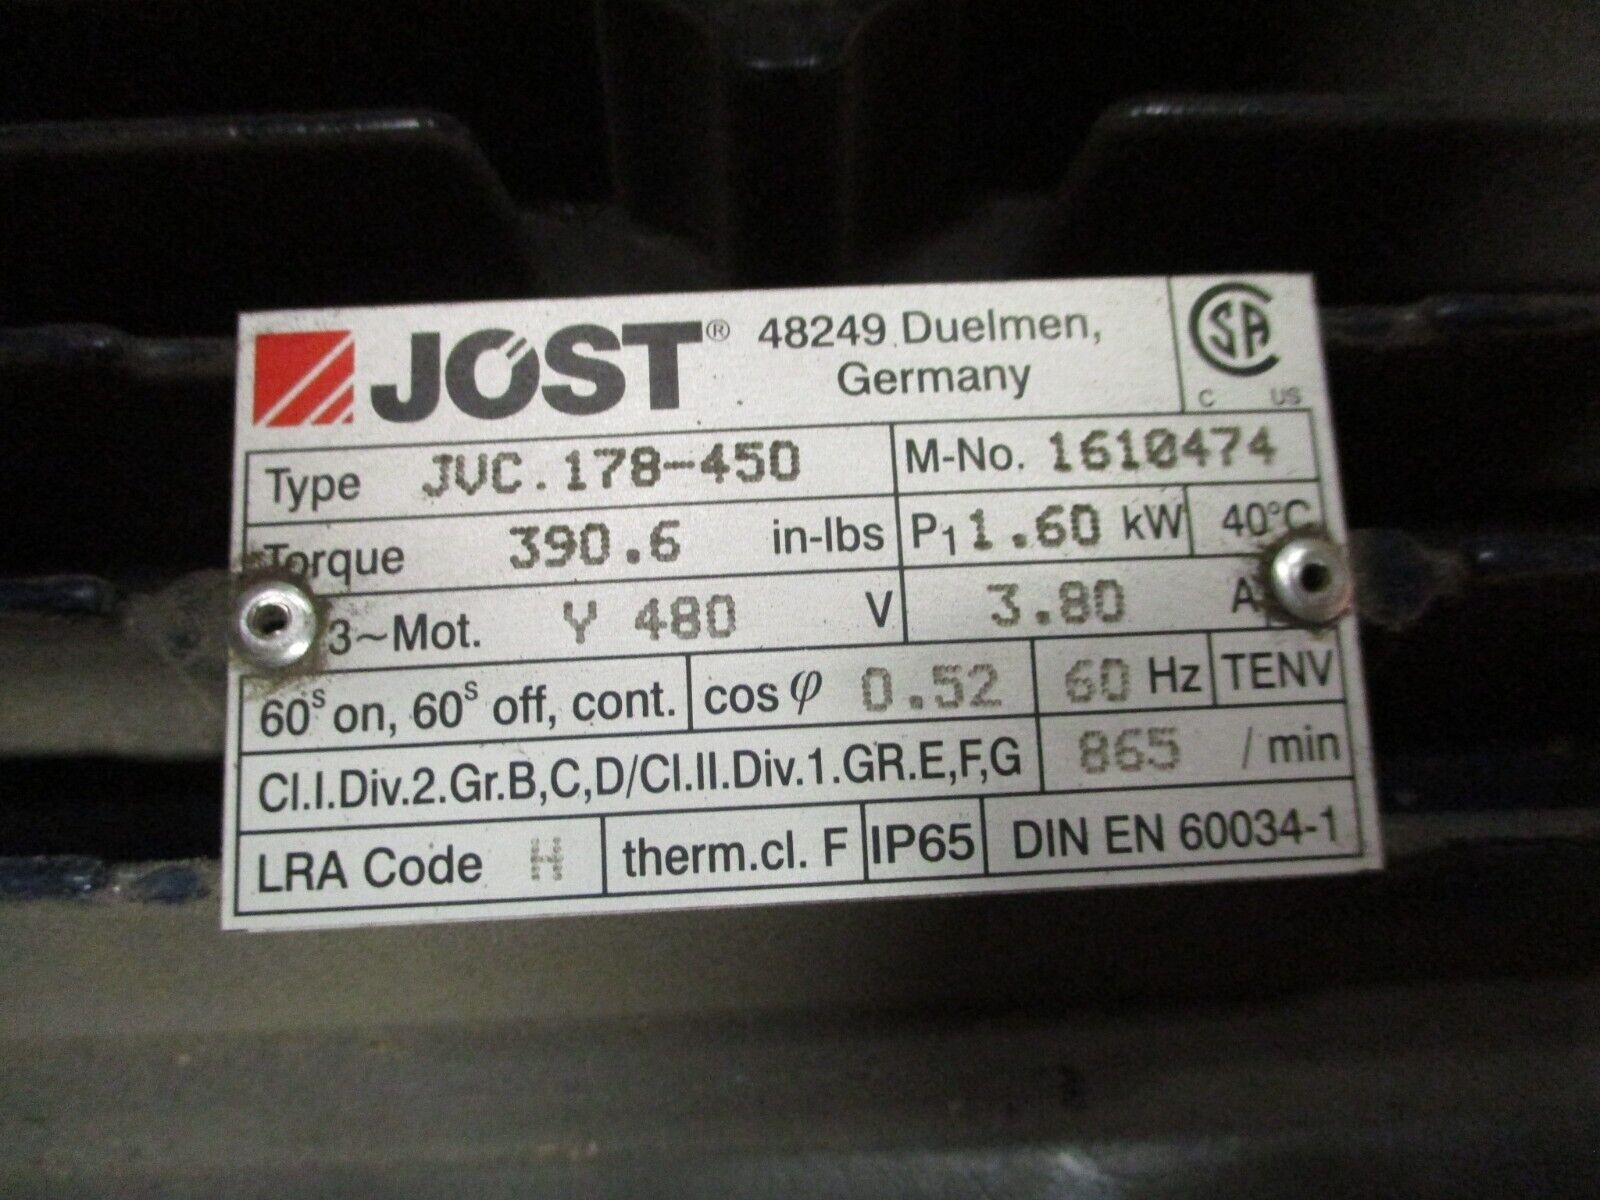 JÖST® 48249 Duelmen,
Germany
CSA
C US
Type JVC.178-450 M-No. 1610474
Torque 390.6 in-lbs P1 1.60 kW 40°C
3~Mot. Y 480 V 3.80 A
60s on, 60s off, cont. cos φ 0.52 60 Hz TENV
Cl.I.Div.2.Gr.B,C,D/Cl.II.Div.1.GR.E,F,G 865 / min
LRA Code H therm.cl. F IP65 DIN EN 60034-1